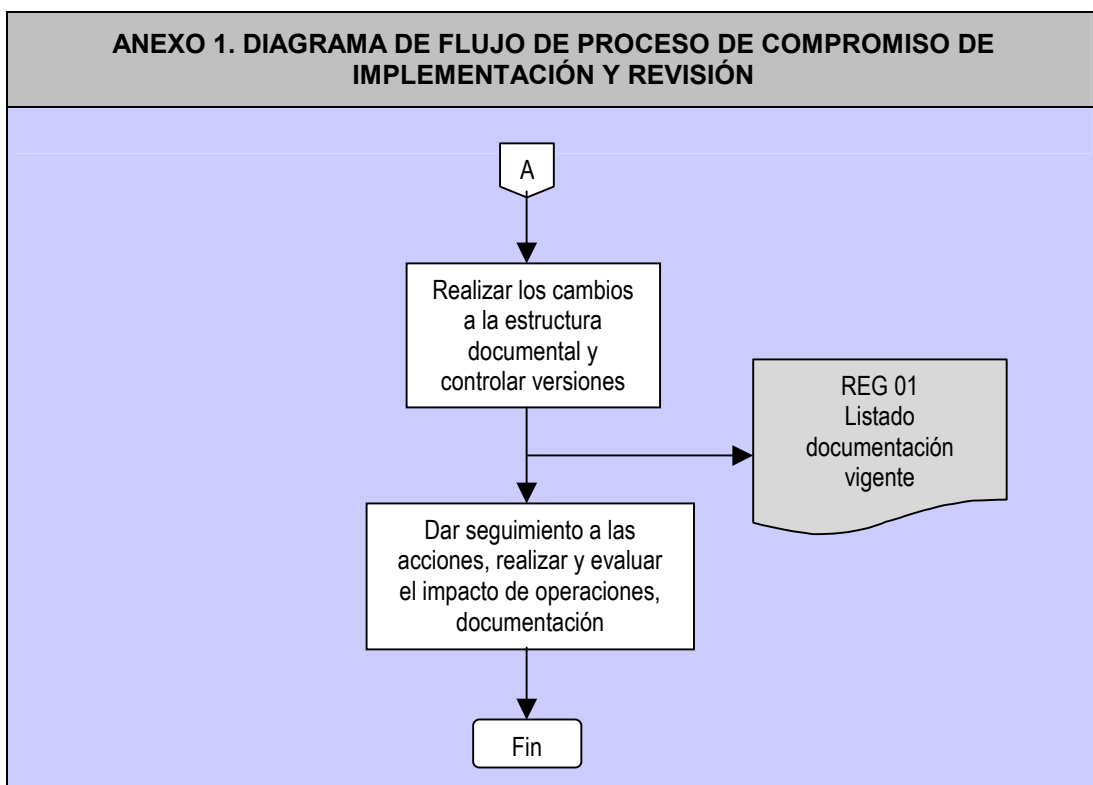 ANEXO 1. DIAGRAMA DE FLUJO DE PROCESO DE COMPROMISO DE
IMPLEMENTACIÓN Y REVISIÓN
A
Realizar los cambios
a la estructura
documental y
controlar versiones
REG 01
Listado
documentación
vigente
Dar seguimiento a las
acciones, realizar y evaluar
el impacto de operaciones,
documentación
Fin